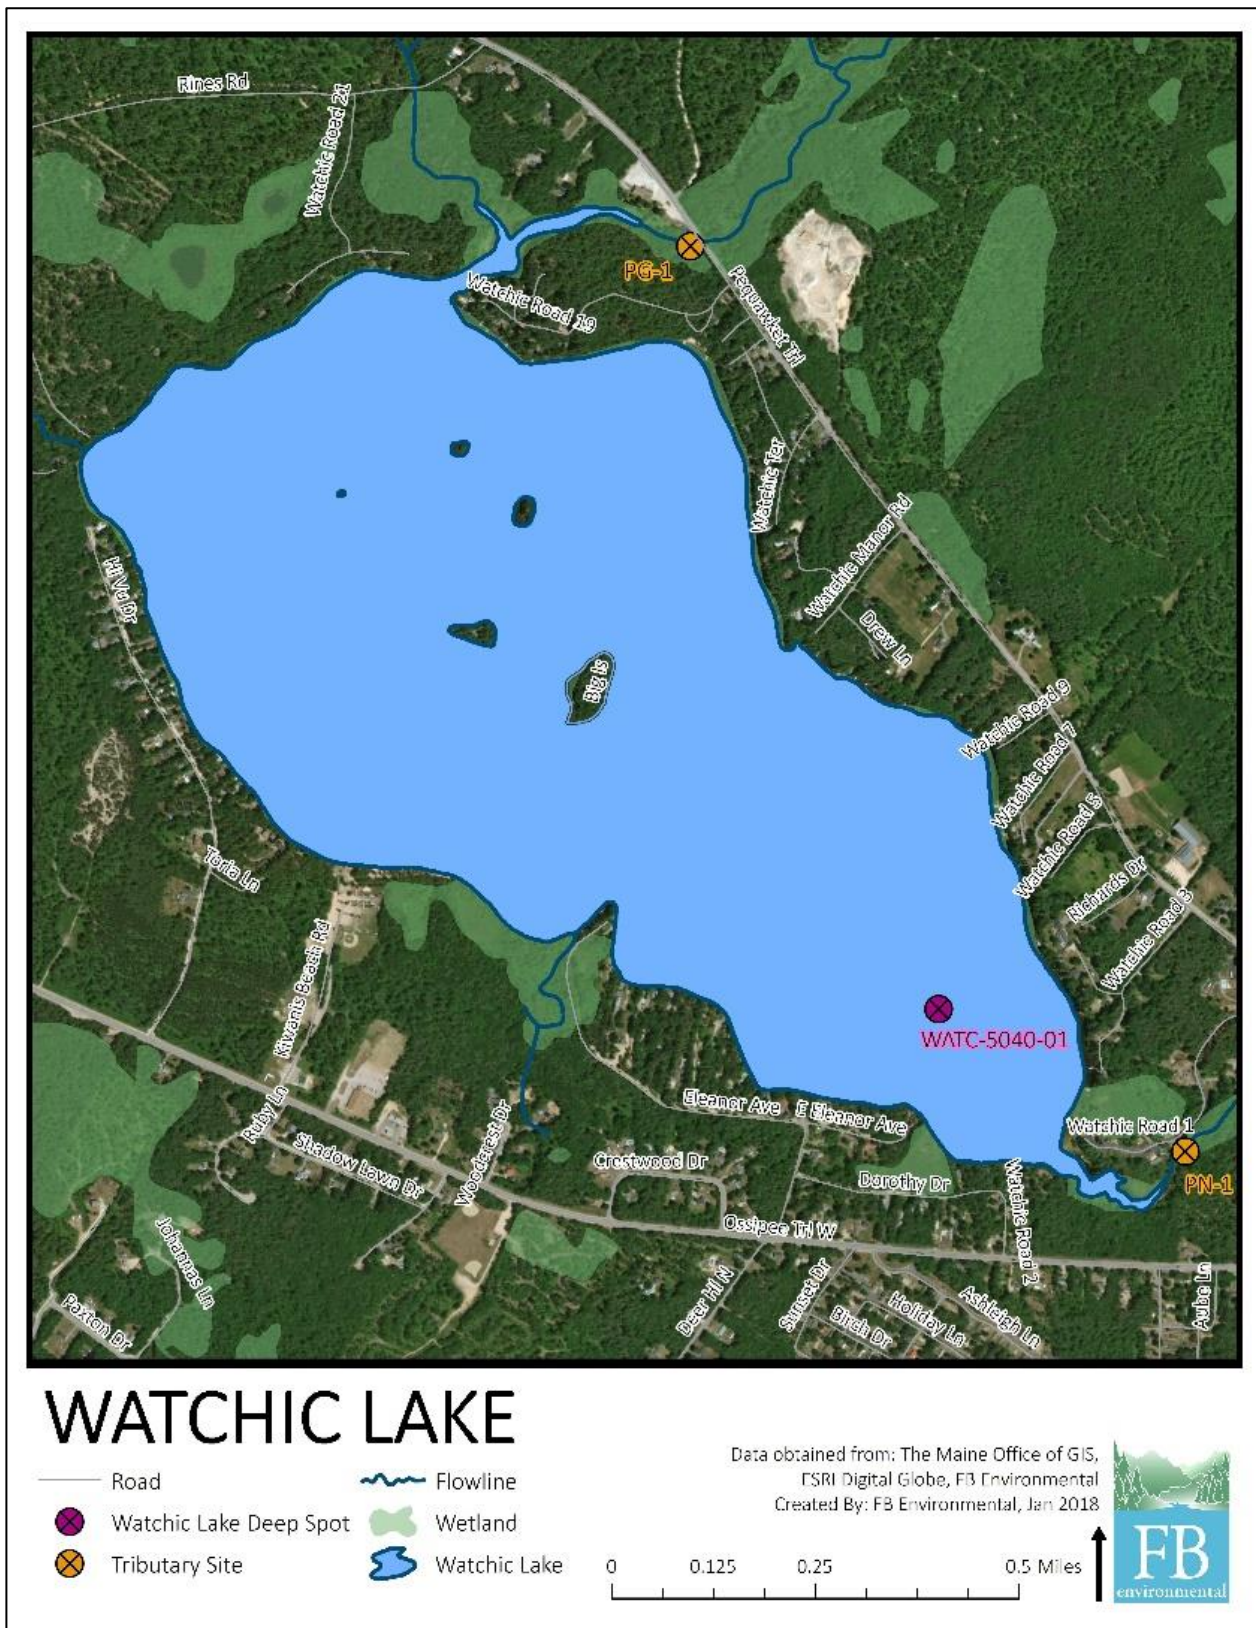 Rines Rd
Watchic Road 21
PG-1
Watchic Road 19
Pequawket Trl
Watchic Ter
Watchic Manor Rd
Hi Vu Dr
Drew Ln
Big Is
Watchic Road 9
Watchic Road 7
Watchic Road 5
Toria Ln
Richards Dr
Watchic Road 3
Kiwanis Beach Rd
WATC-5040-01
Eleanor Ave
E Eleanor Ave
Watchic Road 1
Ruby Ln
Shadow Lawn Dr
Woodcrest Dr
Crestwood Dr
Dorothy Dr
PN-1
Watchic Road 2
Ossipee Trl W
Johannas Ln
Paxton Dr
Deer Hl N
Sunset Dr
Birch Dr
Holiday Ln
Ashleigh Ln
Aube Ln
WATCHIC LAKE
Road
Flowline
Watchic Lake Deep Spot
Wetland
Tributary Site
Watchic Lake
Data obtained from: The Maine Office of GIS,
ESRI Digital Globe, FB Environmental
Created By: FB Environmental, Jan 2018
0 0.125 0.25 0.5 Miles
FB
environmental